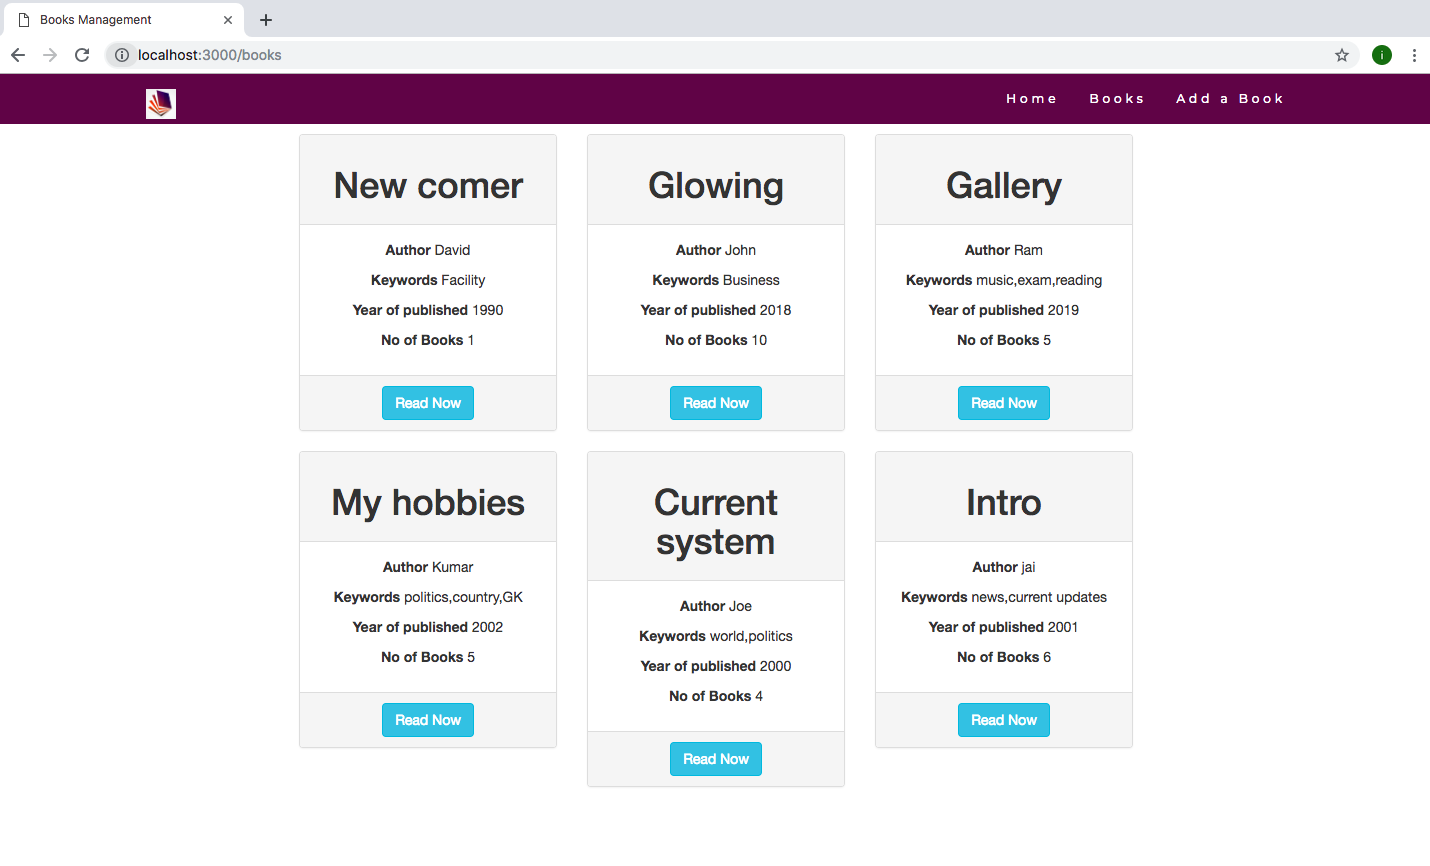 Books Management
localhost:3000/books
i
Home Books Add a Book
New comer
Author David
Keywords Facility
Year of published 1990
No of Books 1
Read Now
Glowing
Author John
Keywords Business
Year of published 2018
No of Books 10
Read Now
Gallery
Author Ram
Keywords music,exam,reading
Year of published 2019
No of Books 5
Read Now
My hobbies
Author Kumar
Keywords politics,country,GK
Year of published 2002
No of Books 5
Read Now
Current
system
Author Joe
Keywords world,politics
Year of published 2000
No of Books 4
Read Now
Intro
Author jai
Keywords news,current updates
Year of published 2001
No of Books 6
Read Now